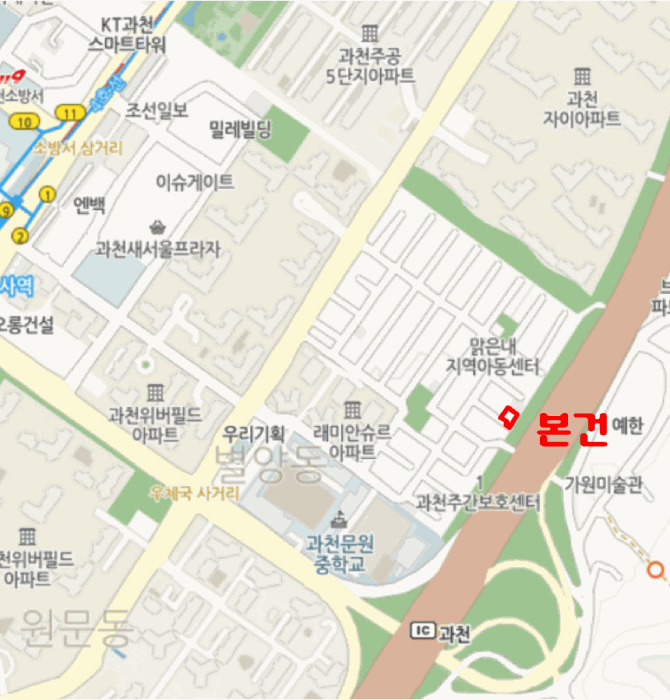 KT과천
스마트타워
과천주공
5단지아파트
과천
자이아파트
천소방서
4호선
10
11
조선일보
밀레빌딩
소방서 삼거리
이슈게이트
엔백
1
9
2
과천새서울프라자
사역
오롱건설
맑은내
지역아동센터
과천위버필드
아파트
우리기획
래미안슈르
아파트
본건
예한
별양동
우체국 사거리
1
과천주간보호센터
가원미술관
과천문원
중학교
천위버필드
아파트
원문동
IC 과천